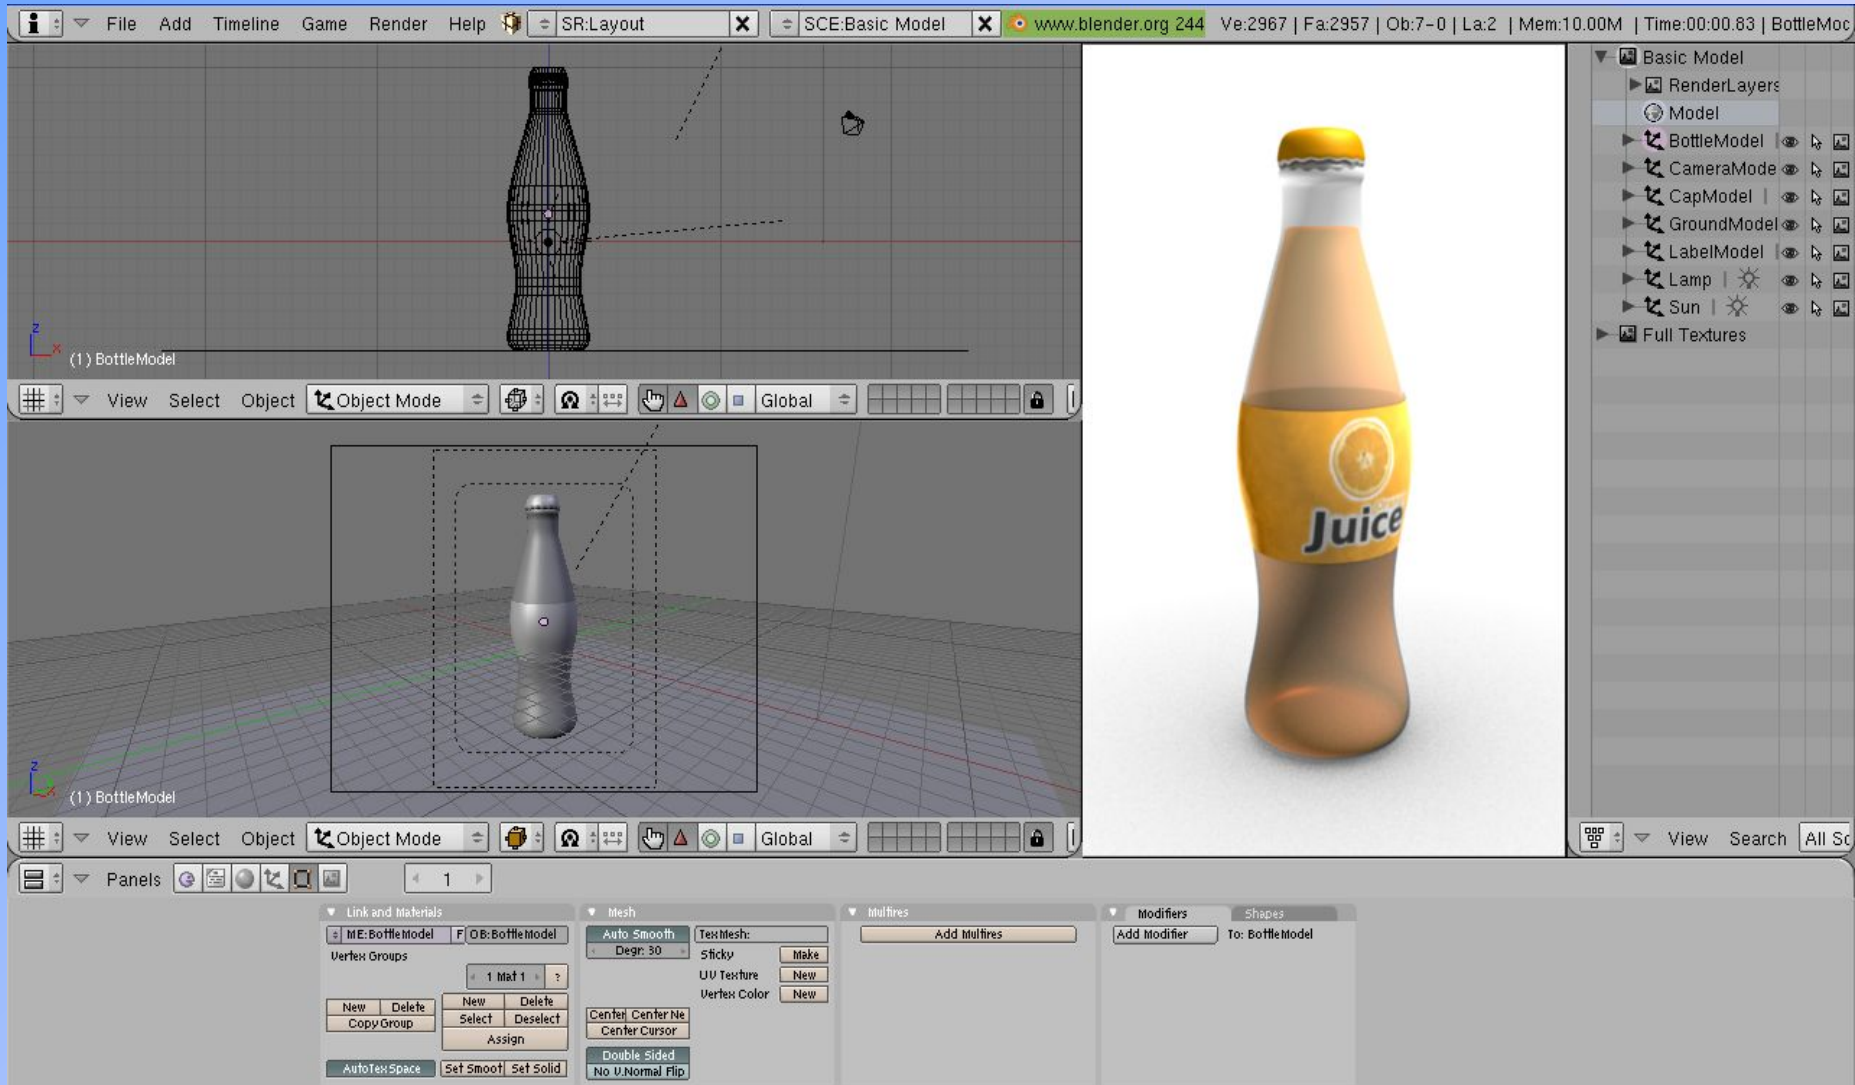 File Add Timeline Game Render Help SR:Layout SCE:Basic Model www.blender.org 244 Ve:2967 | Fa:2957 | Ob:7-0 | La:2 | Mem:10.00M | Time:00:00.83 | BottleMoc
z
x
(1) BottleModel
View Select Object Object Mode Global
z
x
(1) BottleModel
View Select Object Object Mode Global
Juice
Basic Model
RenderLayers
Model
BottleModel |
CameraMode
CapModel |
GroundModel
LabelModel |
Lamp |
Sun |
Full Textures
View Search All Sc
Panels 1
Link and Materials
ME:BottleModel F OB:BottleModel
Vertex Groups
1 Mat 1 ?
New Delete New Delete
Copy Group Select Deselect
Assign
AutoTexSpace Set Smoot Set Solid
Mesh
Auto Smooth TexMesh:
Degr: 30 Sticky Make
UV Texture New
Vertex Color New
Center Center Ne
Center Cursor
Double Sided
No V.Normal Flip
Multires
Add Multires
Modifiers Shapes
Add Modifier To: BottleModel